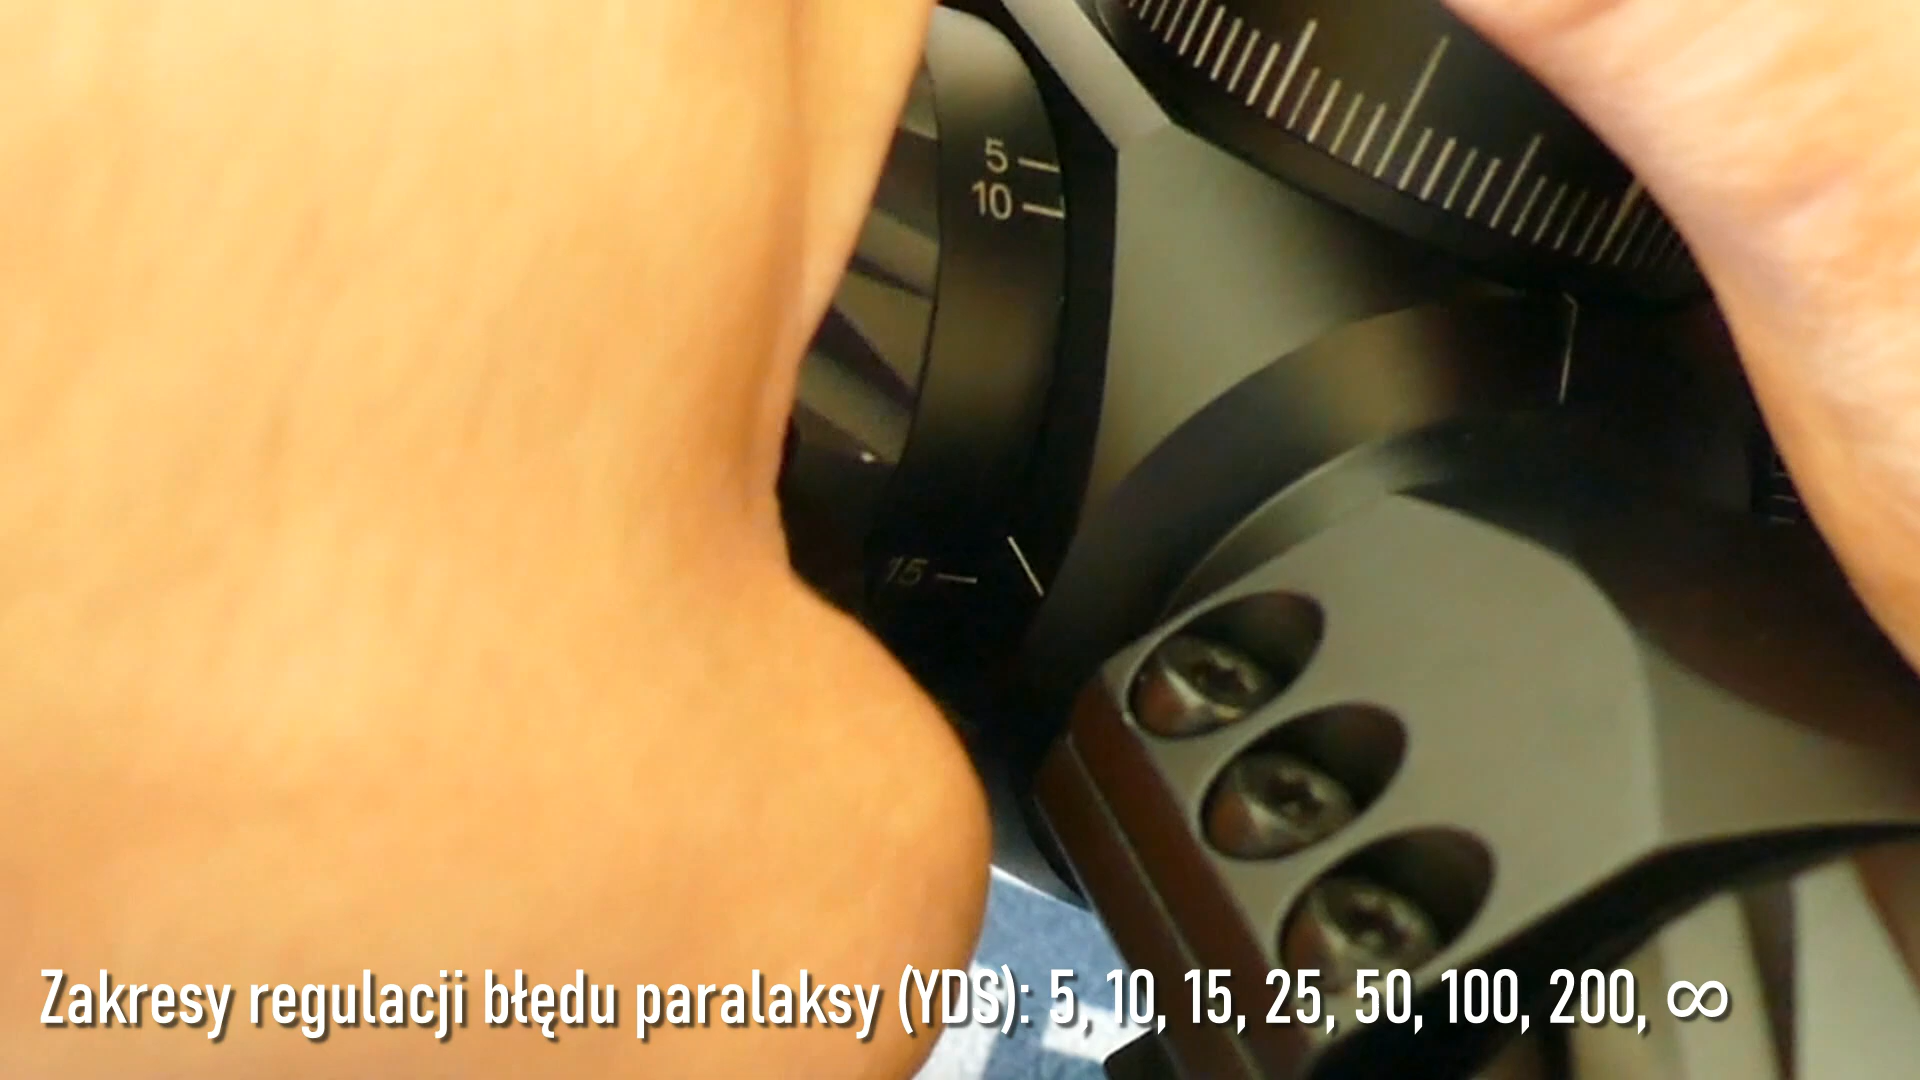 5
10
15
Zakresy regulacji błędu paralaksy (YDS): 5, 10, 15, 25, 50, 100, 200, ∞